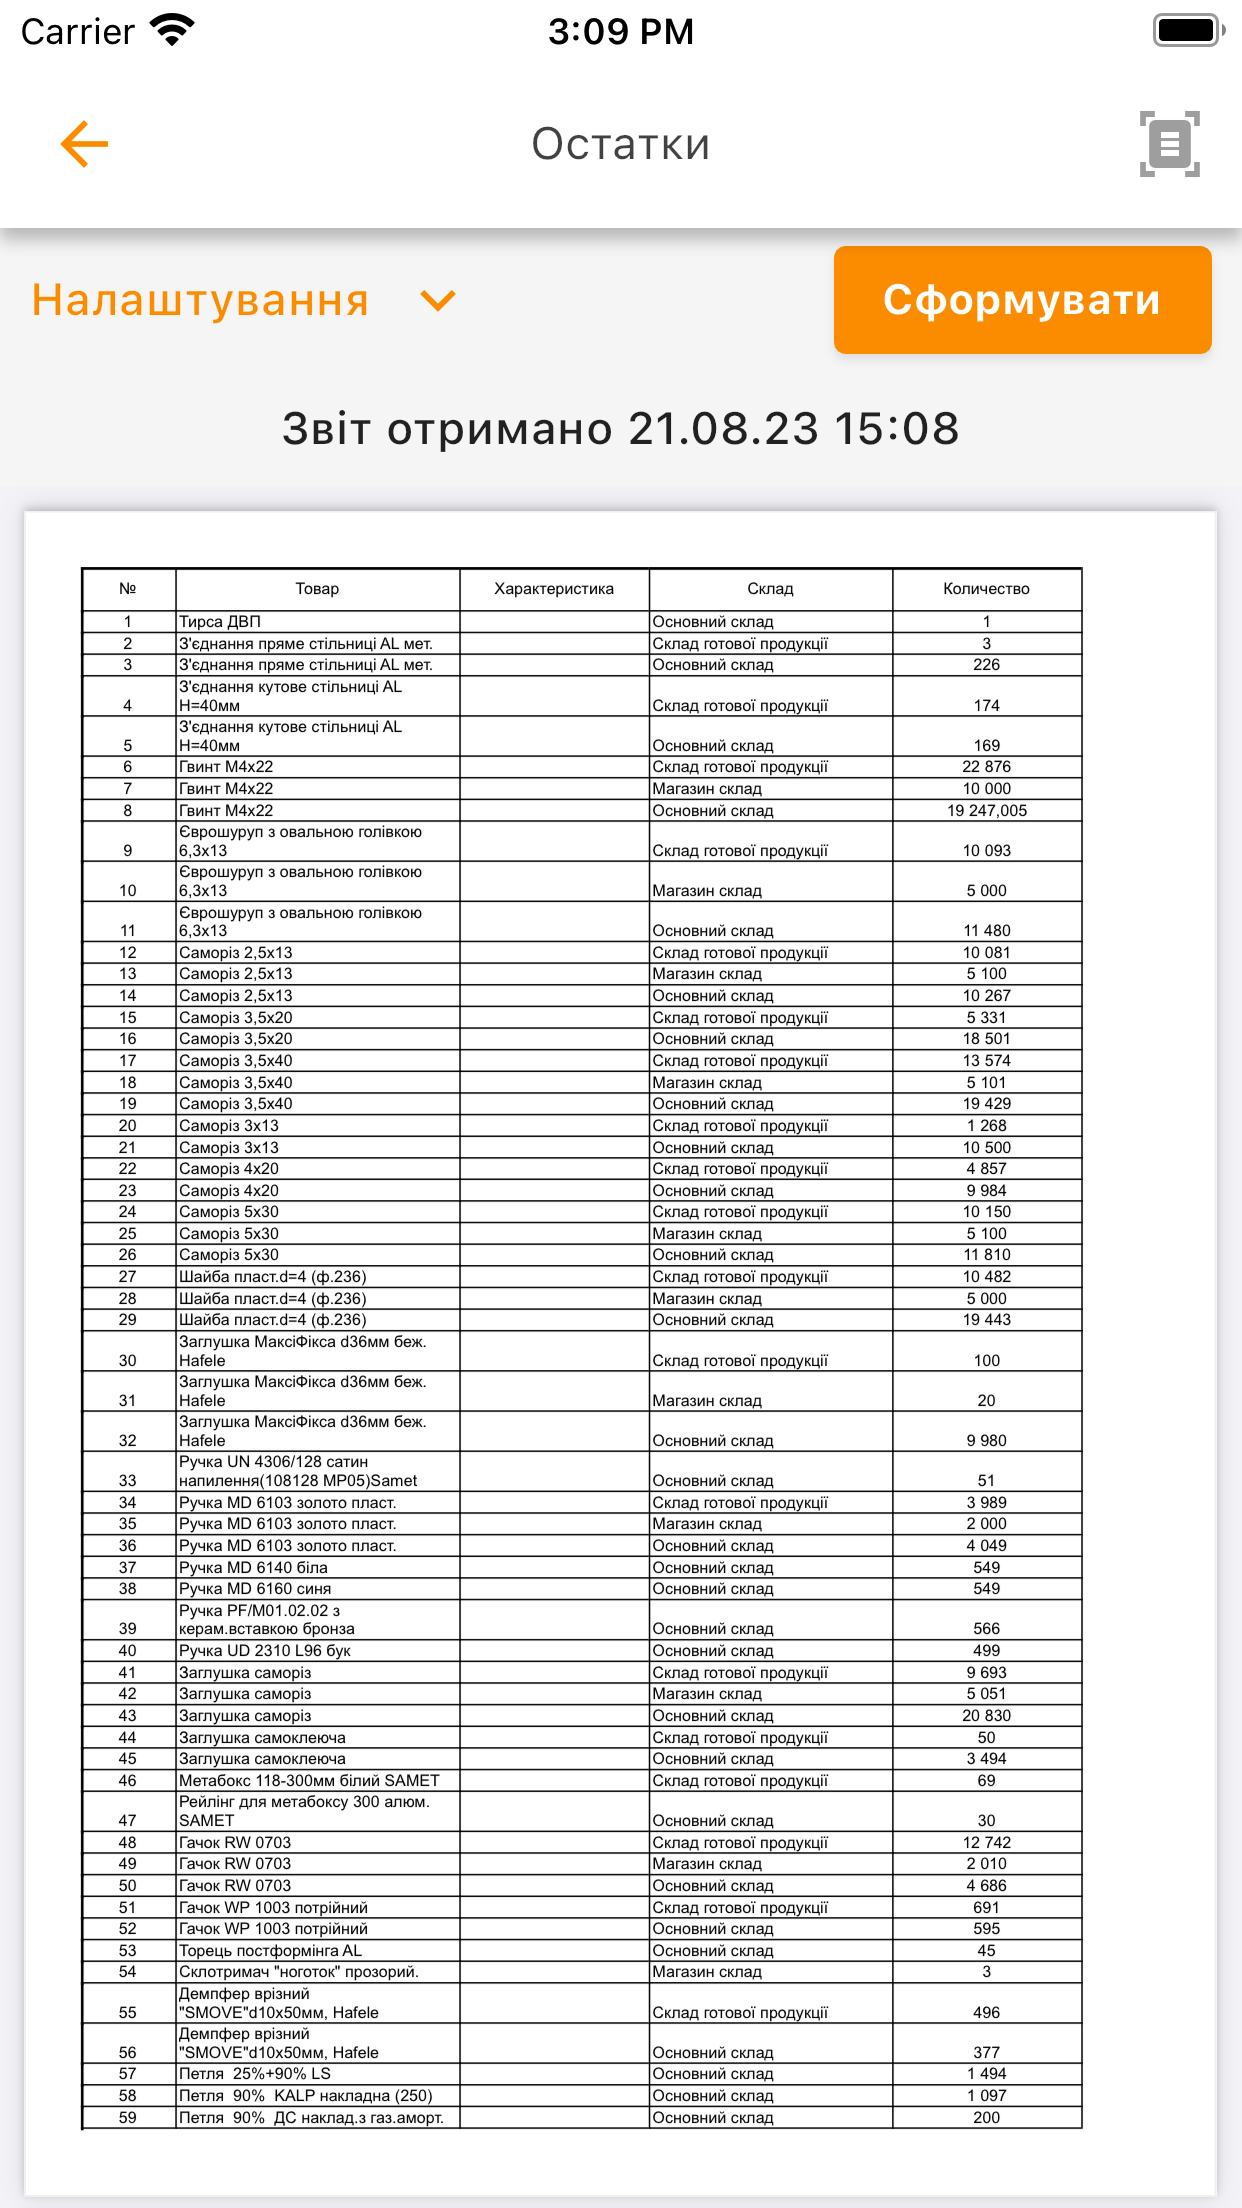 Carrier 3:09 PM
Остатки
Налаштування Сформувати
Звіт отримано 21.08.23 15:08
№ Товар Характеристика Склад Количество
1 Тирса ДВП Основний склад 1
2 З'єднання пряме стільниці AL мет. Склад готової продукції 3
3 З'єднання пряме стільниці AL мет. Основний склад 226
З'єднання кутове стільниці AL
4 Н=40мм Склад готової продукції 174
З'єднання кутове стільниці AL
5 Н=40мм Основний склад 169
6 Гвинт М4х22 Склад готової продукції 22 876
7 Гвинт М4х22 Магазин склад 10 000
8 Гвинт М4х22 Основний склад 19 247,005
Єврошуруп з овальною голівкою
9 6,3х13 Склад готової продукції 10 093
Єврошуруп з овальною голівкою
10 6,3х13 Магазин склад 5 000
Єврошуруп з овальною голівкою
11 6,3х13 Основний склад 11 480
12 Саморіз 2,5х13 Склад готової продукції 10 081
13 Саморіз 2,5х13 Магазин склад 5 100
14 Саморіз 2,5х13 Основний склад 10 267
15 Саморіз 3,5х20 Склад готової продукції 5 331
16 Саморіз 3,5х20 Основний склад 18 501
17 Саморіз 3,5х40 Склад готової продукції 13 574
18 Саморіз 3,5х40 Магазин склад 5 101
19 Саморіз 3,5х40 Основний склад 19 429
20 Саморіз 3х13 Склад готової продукції 1 268
21 Саморіз 3х13 Основний склад 10 500
22 Саморіз 4х20 Склад готової продукції 4 857
23 Саморіз 4х20 Основний склад 9 984
24 Саморіз 5х30 Склад готової продукції 10 150
25 Саморіз 5х30 Магазин склад 5 100
26 Саморіз 5х30 Основний склад 11 810
27 Шайба пласт.d=4 (ф.236) Склад готової продукції 10 482
28 Шайба пласт.d=4 (ф.236) Магазин склад 5 000
29 Шайба пласт.d=4 (ф.236) Основний склад 19 443
Заглушка МаксіФікса d36мм беж.
30 Hafele Склад готової продукції 100
Заглушка МаксіФікса d36мм беж.
31 Hafele Магазин склад 20
Заглушка МаксіФікса d36мм беж.
32 Hafele Основний склад 9 980
Ручка UN 4306/128 сатин
33 напилення(108128 МР05)Samet Основний склад 51
34 Ручка MD 6103 золото пласт. Склад готової продукції 3 989
35 Ручка MD 6103 золото пласт. Магазин склад 2 000
36 Ручка MD 6103 золото пласт. Основний склад 4 049
37 Ручка MD 6140 біла Основний склад 549
38 Ручка MD 6160 синя Основний склад 549
Ручка PF/M01.02.02 з
39 керам.вставкою бронза Основний склад 566
40 Ручка UD 2310 L96 бук Основний склад 499
41 Заглушка саморіз Склад готової продукції 9 693
42 Заглушка саморіз Магазин склад 5 051
43 Заглушка саморіз Основний склад 20 830
44 Заглушка самоклеюча Склад готової продукції 50
45 Заглушка самоклеюча Основний склад 3 494
46 Метабокс 118-300мм білий SAMET Склад готової продукції 69
Рейлінг для метабоксу 300 алюм.
47 SAMET Основний склад 30
48 Гачок RW 0703 Склад готової продукції 12 742
49 Гачок RW 0703 Магазин склад 2 010
50 Гачок RW 0703 Основний склад 4 686
51 Гачок WP 1003 потрійний Склад готової продукції 691
52 Гачок WP 1003 потрійний Основний склад 595
53 Торець постформінга AL Основний склад 45
54 Склотримач "ноготок" прозорий. Магазин склад 3
Демпфер врізний
55 "SMOVE"d10х50мм, Hafele Склад готової продукції 496
Демпфер врізний
56 "SMOVE"d10х50мм, Hafele Основний склад 377
57 Петля 25%+90% LS Основний склад 1 494
58 Петля 90% KALP накладна (250) Основний склад 1 097
59 Петля 90% ДС наклад.з газ.аморт. Основний склад 200